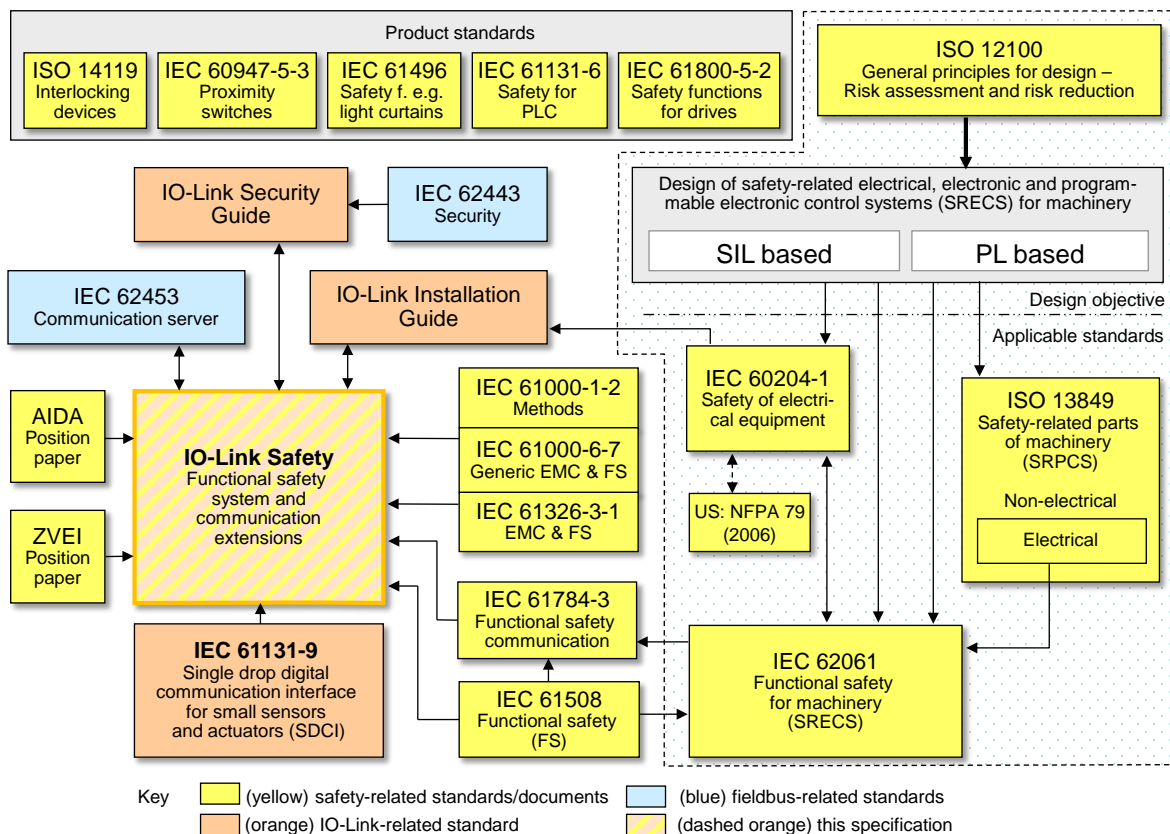 Product standards
ISO 14119
Interlocking
devices
IEC 60947-5-3
Proximity
switches
IEC 61496
Safety f. e.g.
light curtains
IEC 61131-6
Safety for
PLC
IEC 61800-5-2
Safety functions
for drives
ISO 12100
General principles for design –
Risk assessment and risk reduction
Design of safety-related electrical, electronic and program-
mable electronic control systems (SRECS) for machinery
SIL based
PL based
Design objective
Applicable standards
IO-Link Security
Guide
IEC 62443
Security
IEC 62453
Communication server
IO-Link Installation
Guide
AIDA
Position
paper
ZVEI
Position
paper
IO-Link Safety
Functional safety
system and
communication
extensions
IEC 61000-1-2
Methods
IEC 61000-6-7
Generic EMC & FS
IEC 61326-3-1
EMC & FS
IEC 60204-1
Safety of electri-
cal equipment
US: NFPA 79
(2006)
ISO 13849
Safety-related parts
of machinery
(SRPCS)
Non-electrical
Electrical
IEC 61131-9
Single drop digital
communication interface
for small sensors
and actuators (SDCI)
IEC 61784-3
Functional safety
communication
IEC 61508
Functional safety
(FS)
IEC 62061
Functional safety
for machinery
(SRECS)
Key
(yellow) safety-related standards/documents
(blue) fieldbus-related standards
(orange) IO-Link-related standard
(dashed orange) this specification